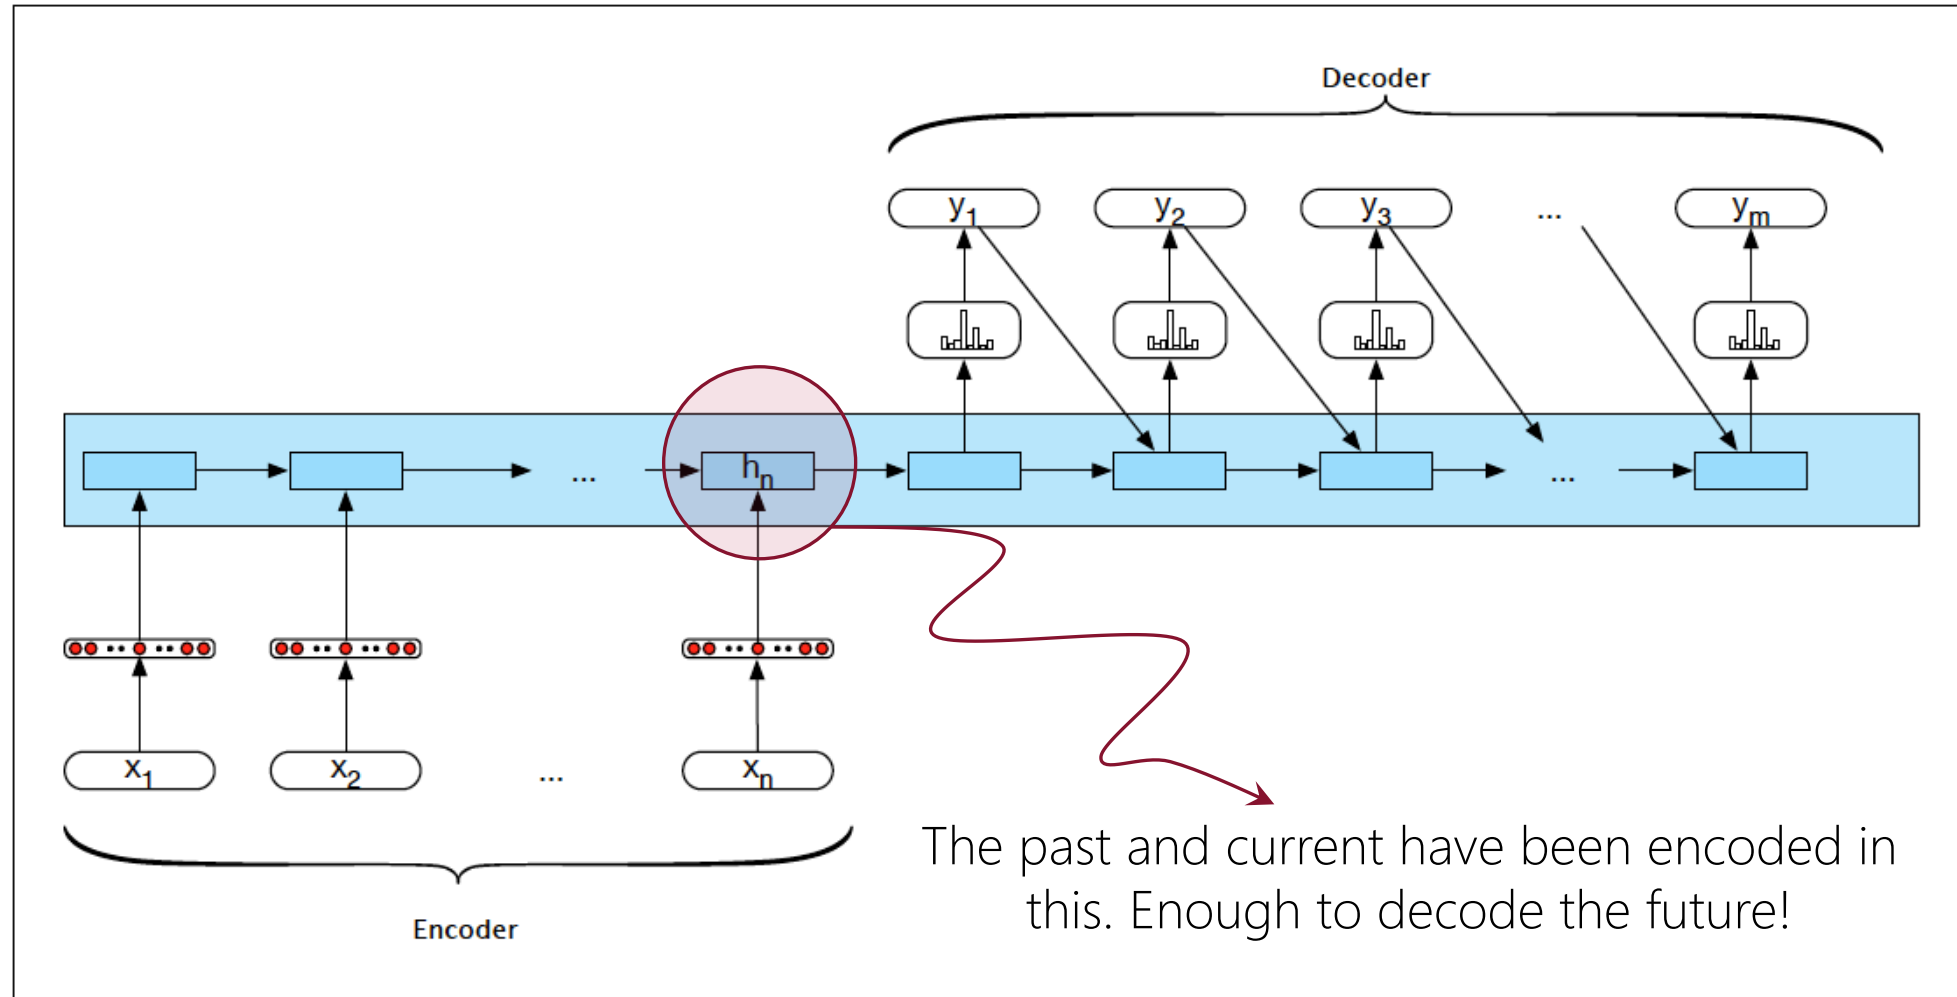 Decoder
y1 y2 y3 ... ym
hn
... ...
x1 x2 ... xn
The past and current have been encoded in
this. Enough to decode the future!
Encoder